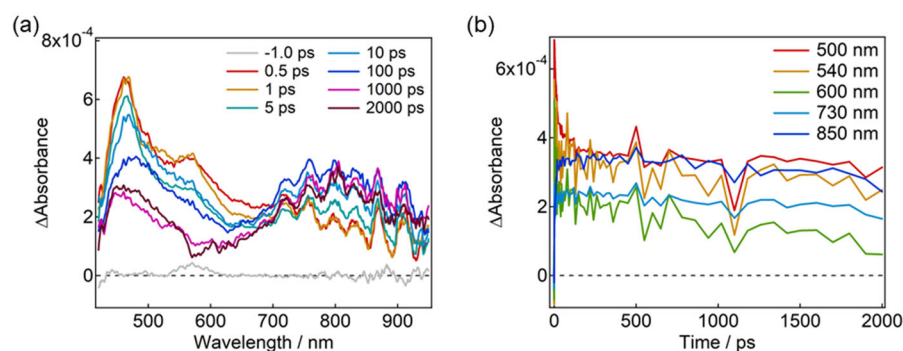 (a)
8x10⁻⁴
6
4
2
0
ΔAbsorbance
-1.0 ps
0.5 ps
1 ps
5 ps
10 ps
100 ps
1000 ps
2000 ps
500 600 700 800 900
Wavelength / nm
(b)
6x10⁻⁴
4
2
0
ΔAbsorbance
500 nm
540 nm
600 nm
730 nm
850 nm
0 500 1000 1500 2000
Time / ps